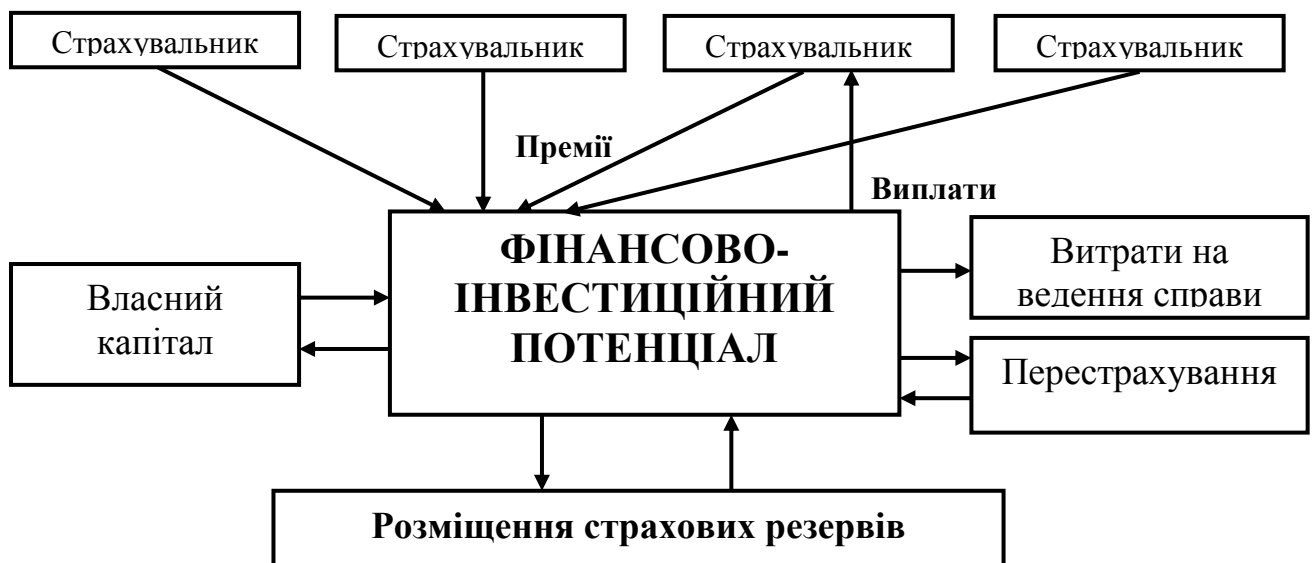 Страхувальник Страхувальник Страхувальник Страхувальник
Премії
Виплати
ФІНАНСОВО-
ІНВЕСТИЦІЙНИЙ
ПОТЕНЦІАЛ
Власний
капітал
Витрати на
ведення справи
Перестрахування
Розміщення страхових резервів